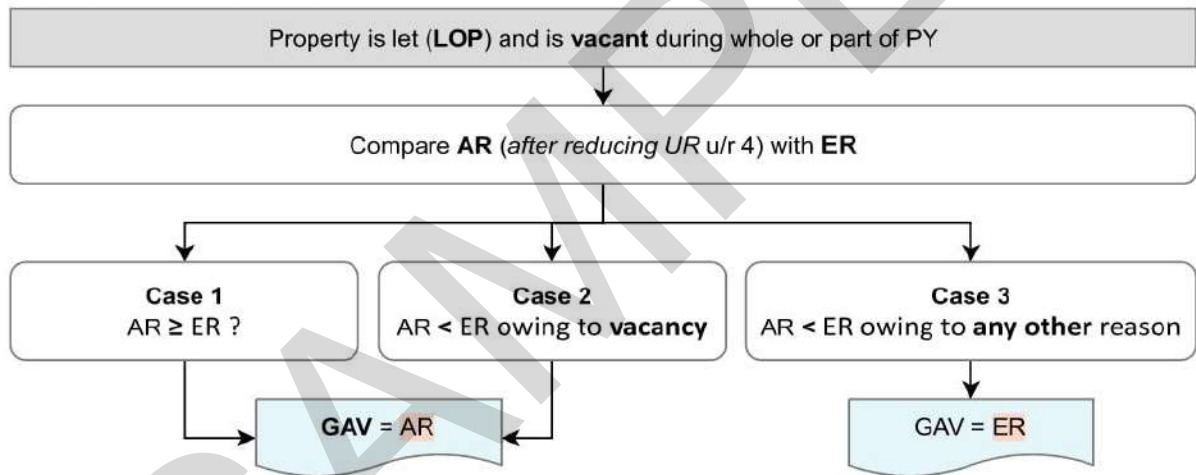 Property is let (LOP) and is vacant during whole or part of PY
Compare AR (after reducing UR u/r 4) with ER
Case 1
AR ≥ ER ?
Case 2
AR < ER owing to vacancy
Case 3
AR < ER owing to any other reason
GAV = AR
GAV = ER
SAMPLE